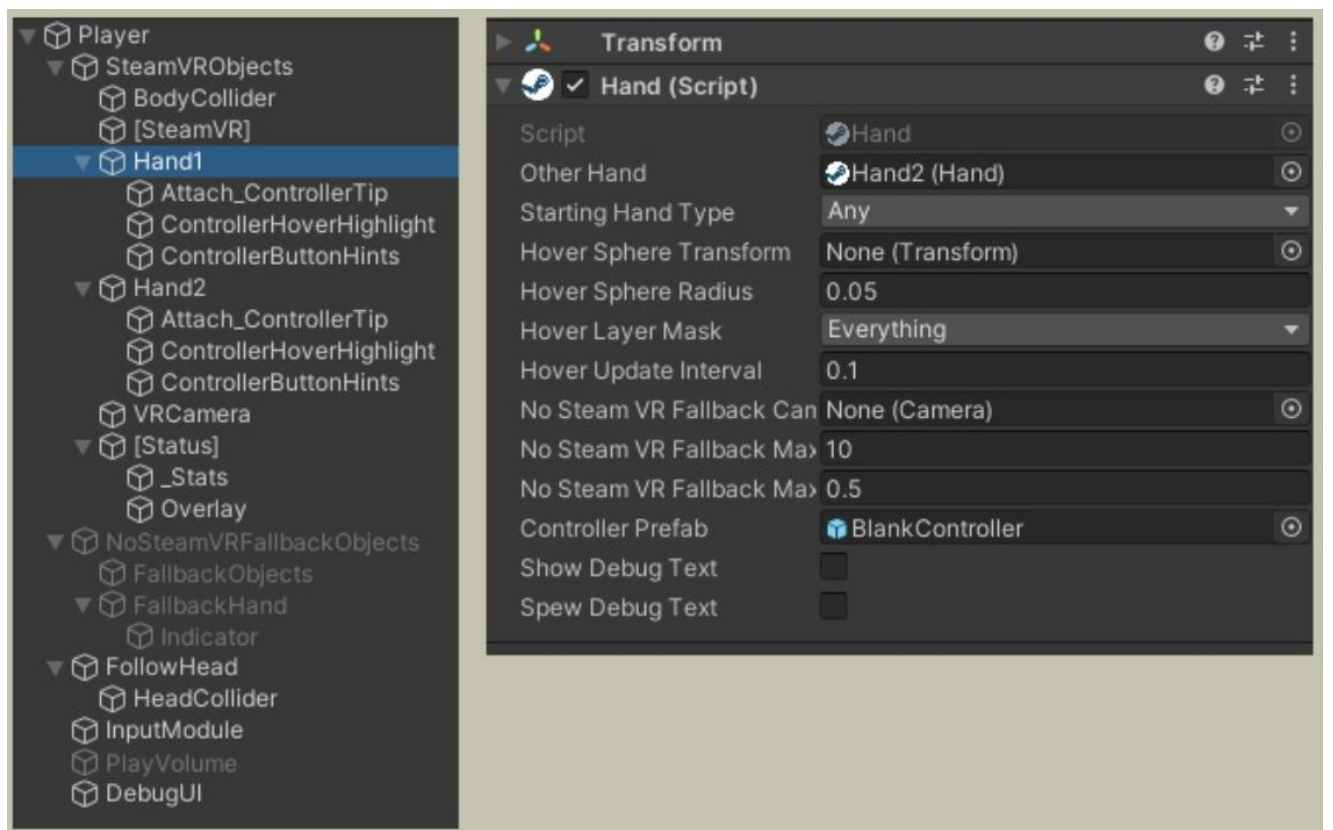 Player
SteamVRObjects
BodyCollider
[SteamVR]
Hand1
Attach_ControllerTip
ControllerHoverHighlight
ControllerButtonHints
Hand2
Attach_ControllerTip
ControllerHoverHighlight
ControllerButtonHints
VRCamera
[Status]
_Stats
Overlay
NoSteamVRFallbackObjects
FallbackObjects
FallbackHand
Indicator
FollowHead
HeadCollider
InputModule
PlayVolume
DebugUI
Transform
Hand (Script)
Script Hand
Other Hand Hand2 (Hand)
Starting Hand Type Any
Hover Sphere Transform None (Transform)
Hover Sphere Radius 0.05
Hover Layer Mask Everything
Hover Update Interval 0.1
No Steam VR Fallback Can None (Camera)
No Steam VR Fallback Max 10
No Steam VR Fallback Max 0.5
Controller Prefab BlankController
Show Debug Text
Spew Debug Text